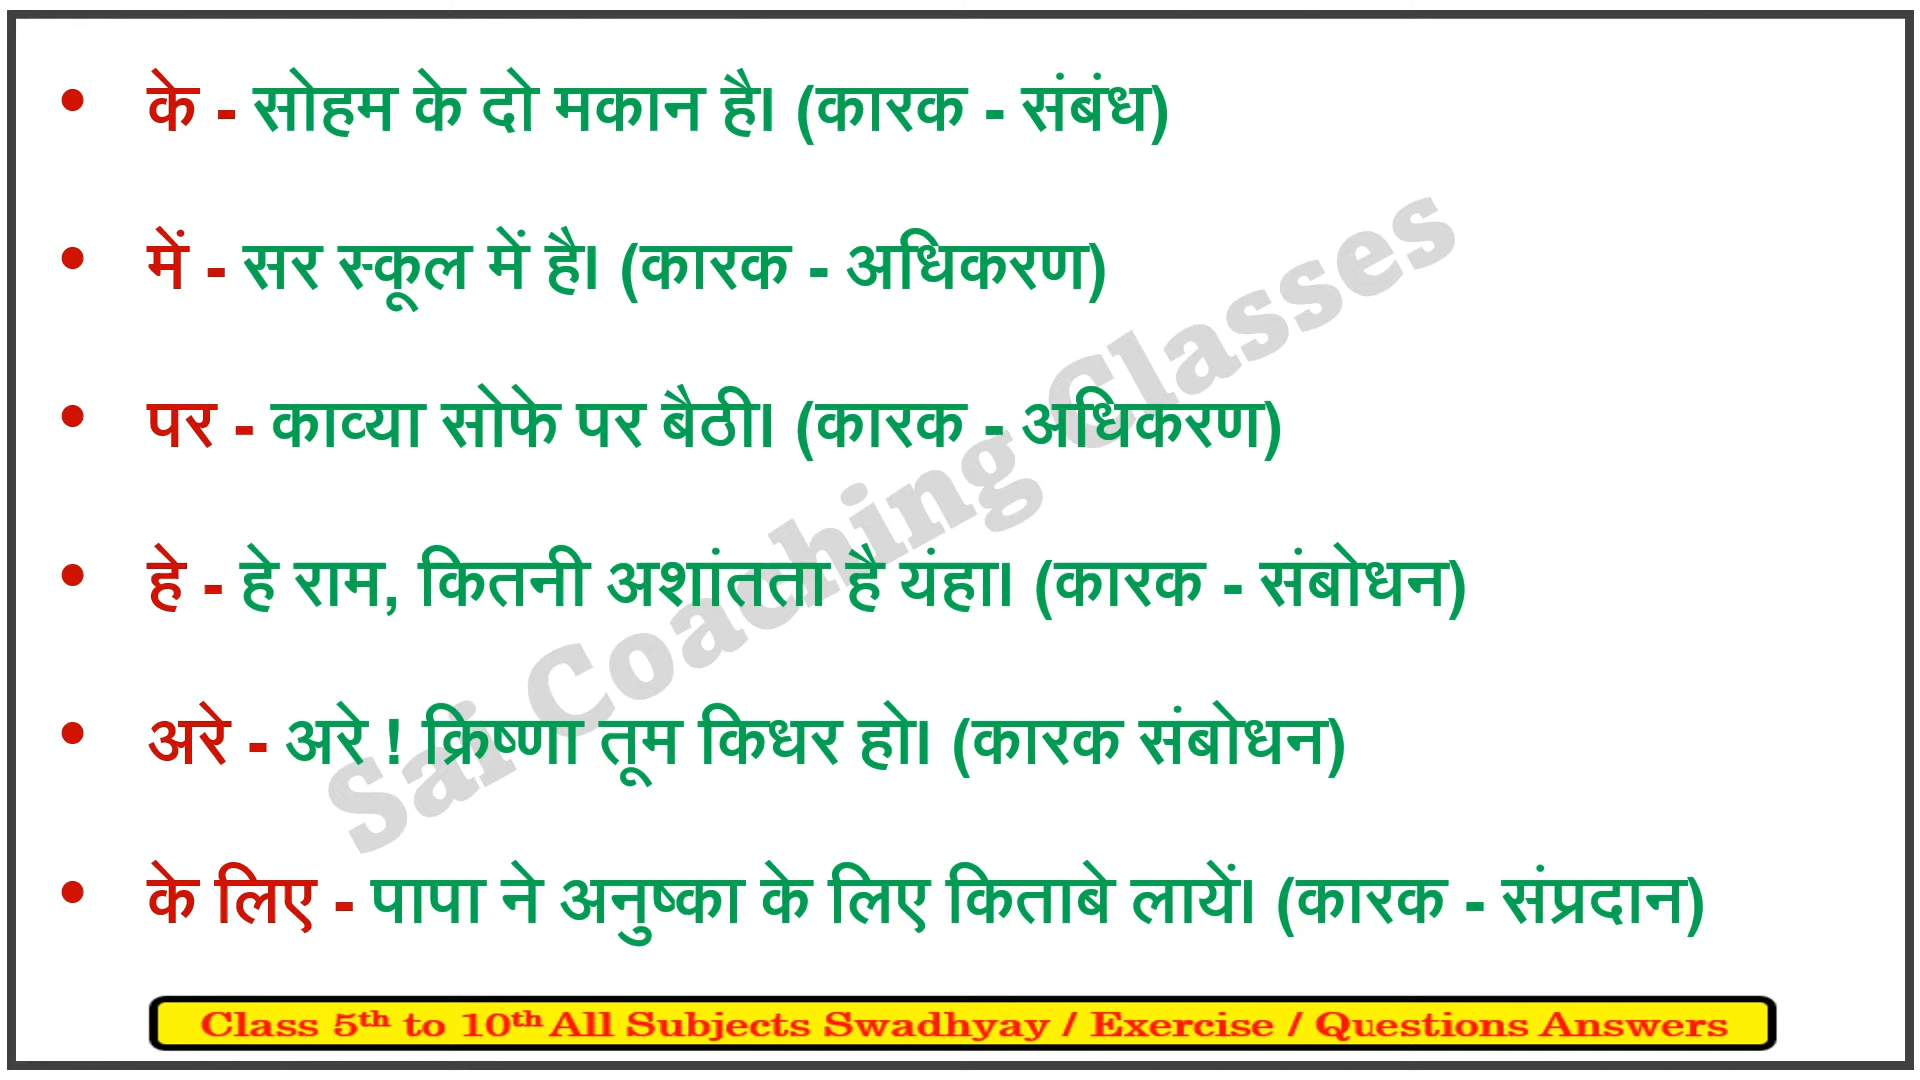 • के - सोहम के दो मकान है। (कारक - संबंध)
• में - सर स्कूल में है। (कारक - अधिकरण)
• पर - काव्या सोफे पर बैठी। (कारक - अधिकरण)
• हे - हे राम, कितनी अशांतता है यंहा। (कारक - संबोधन)
• अरे - अरे ! क्रिष्णा तूम किधर हो। (कारक संबोधन)
• के लिए - पापा ने अनुष्का के लिए किताबे लायें। (कारक - संप्रदान)
Sai Coaching Classes
Class 5th to 10th All Subjects Swadhyay / Exercise / Questions Answers